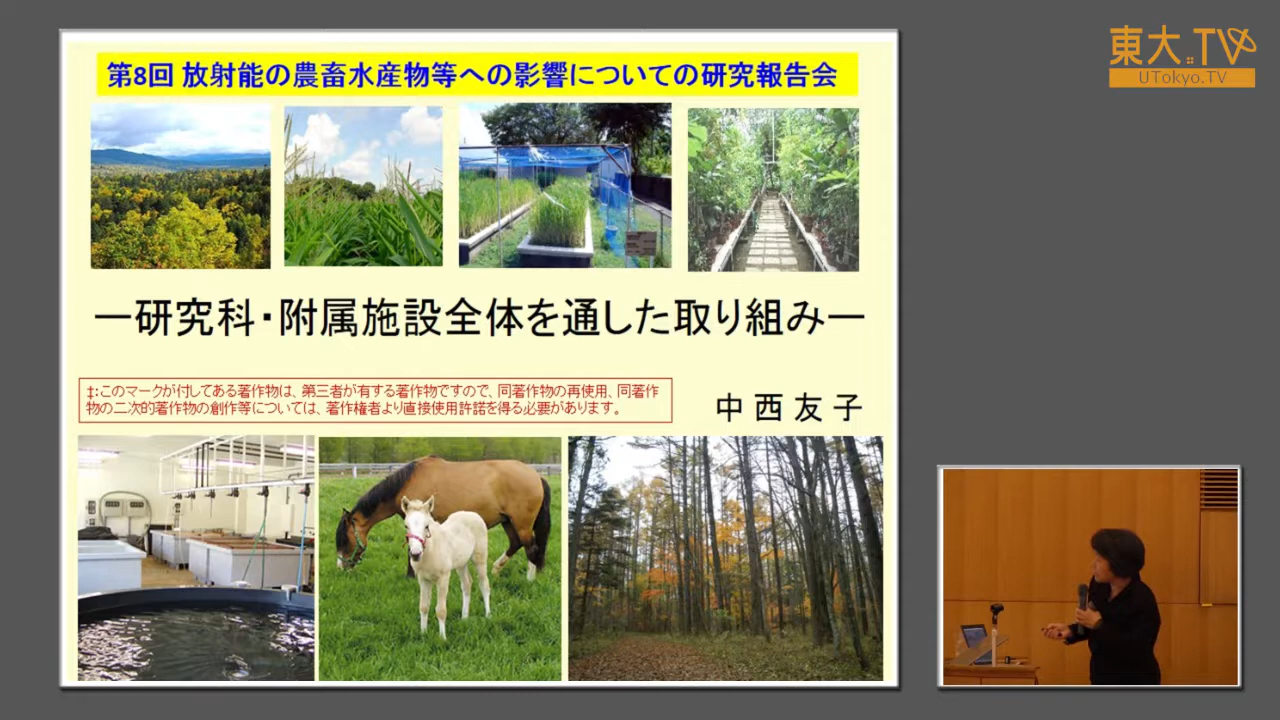 東大.TV
UTokyo.TV
第8回 放射能の農畜水産物等への影響についての研究報告会
―研究科・附属施設全体を通した取り組み―
‡:このマークが付してある著作物は、第三者が有する著作物ですので、同著作物の再使用、同著作
物の二次的著作物の創作等については、著作権者より直接使用許諾を得る必要があります。
中 西 友 子